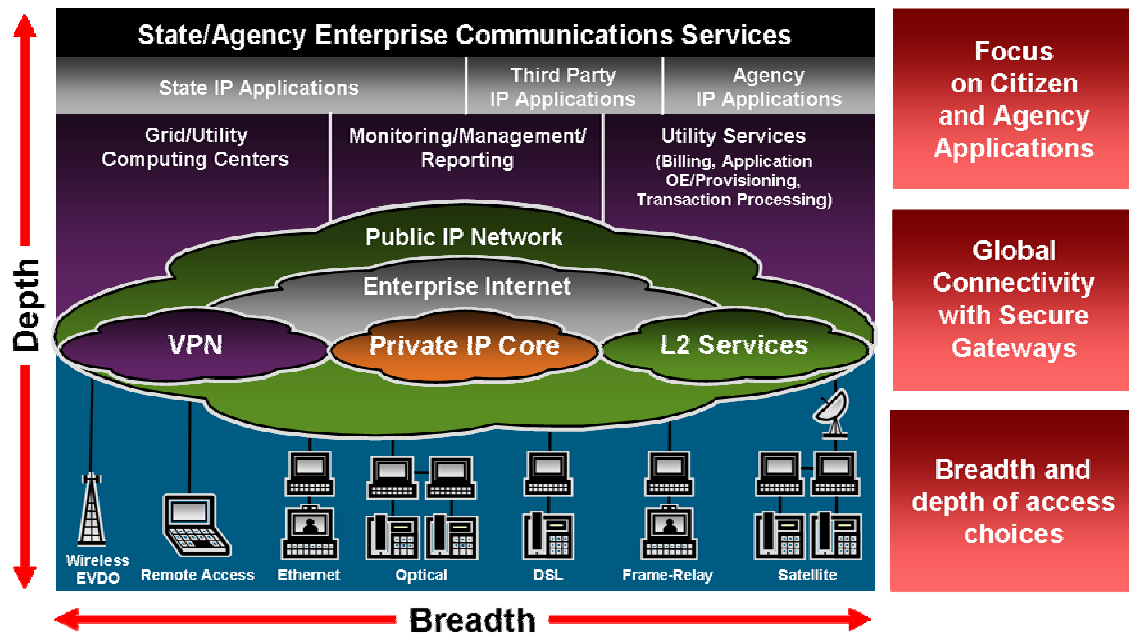 State/Agency Enterprise Communications Services
State IP Applications
Third Party
IP Applications
Agency
IP Applications
Grid/Utility
Computing Centers
Monitoring/Management/
Reporting
Utility Services
(Billing, Application
OE/Provisioning,
Transaction Processing)
Public IP Network
Enterprise Internet
VPN
Private IP Core
L2 Services
Wireless
EVDO
Remote Access
Ethernet
Optical
DSL
Frame-Relay
Satellite
Depth
Breadth
Focus
on Citizen
and Agency
Applications
Global
Connectivity
with Secure
Gateways
Breadth and
depth of access
choices